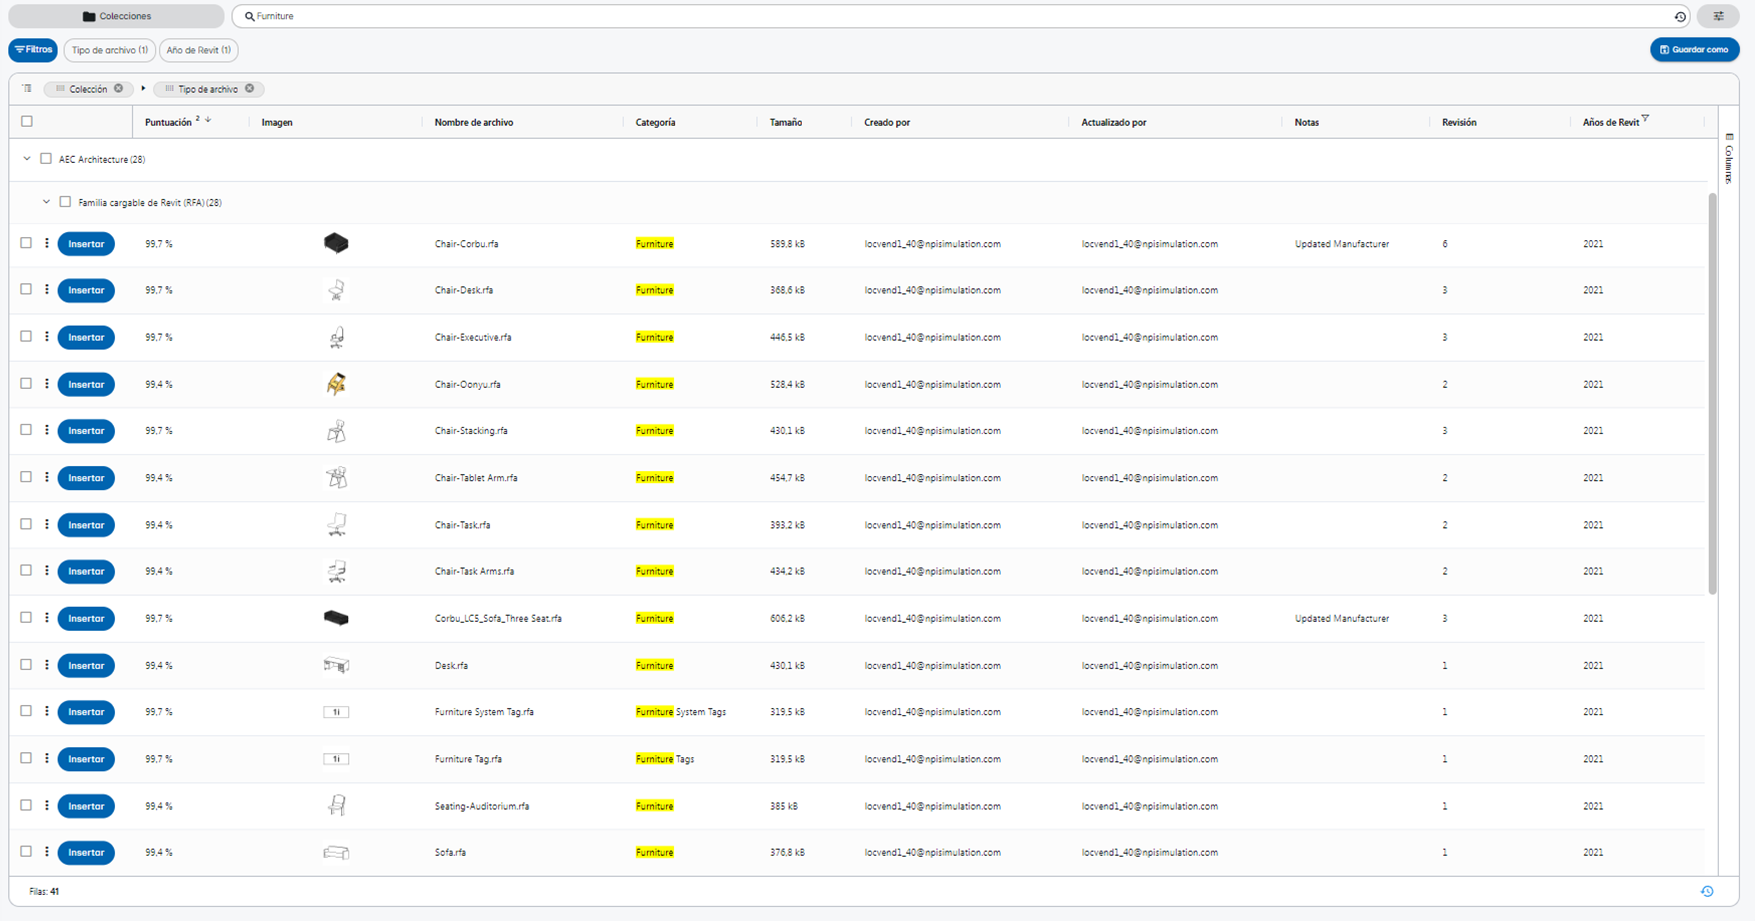 Colecciones
Furniture
Filtros
Tipo de archivo (1)
Año de Revit (1)
Guardar como
Colección
Tipo de archivo
Puntuación 2
Imagen
Nombre de archivo
Categoría
Tamaño
Creado por
Actualizado por
Notas
Revisión
Años de Revit
Columnas
AEC Architecture (28)
Familia cargable de Revit (RFA) (28)
Insertar 99,7 % Chair-Corbu.rfa Furniture 589,8 kB locvend1_40@npisimulation.com locvend1_40@npisimulation.com Updated Manufacturer 6 2021
Insertar 99,7 % Chair-Desk.rfa Furniture 368,6 kB locvend1_40@npisimulation.com locvend1_40@npisimulation.com 3 2021
Insertar 99,7 % Chair-Executive.rfa Furniture 446,5 kB locvend1_40@npisimulation.com locvend1_40@npisimulation.com 3 2021
Insertar 99,4 % Chair-Oonyu.rfa Furniture 528,4 kB locvend1_40@npisimulation.com locvend1_40@npisimulation.com 2 2021
Insertar 99,7 % Chair-Stacking.rfa Furniture 430,1 kB locvend1_40@npisimulation.com locvend1_40@npisimulation.com 3 2021
Insertar 99,4 % Chair-Tablet Arm.rfa Furniture 454,7 kB locvend1_40@npisimulation.com locvend1_40@npisimulation.com 2 2021
Insertar 99,4 % Chair-Task.rfa Furniture 393,2 kB locvend1_40@npisimulation.com locvend1_40@npisimulation.com 2 2021
Insertar 99,4 % Chair-Task Arms.rfa Furniture 434,2 kB locvend1_40@npisimulation.com locvend1_40@npisimulation.com 2 2021
Insertar 99,7 % Corbu_LC5_Sofa_Three Seat.rfa Furniture 606,2 kB locvend1_40@npisimulation.com locvend1_40@npisimulation.com Updated Manufacturer 3 2021
Insertar 99,4 % Desk.rfa Furniture 430,1 kB locvend1_40@npisimulation.com locvend1_40@npisimulation.com 1 2021
Insertar 99,7 % 1i Furniture System Tag.rfa Furniture System Tags 319,5 kB locvend1_40@npisimulation.com locvend1_40@npisimulation.com 1 2021
Insertar 99,7 % 1i Furniture Tag.rfa Furniture Tags 319,5 kB locvend1_40@npisimulation.com locvend1_40@npisimulation.com 1 2021
Insertar 99,4 % Seating-Auditorium.rfa Furniture 385 kB locvend1_40@npisimulation.com locvend1_40@npisimulation.com 1 2021
Insertar 99,4 % Sofa.rfa Furniture 376,8 kB locvend1_40@npisimulation.com locvend1_40@npisimulation.com 1 2021
Filas: 41